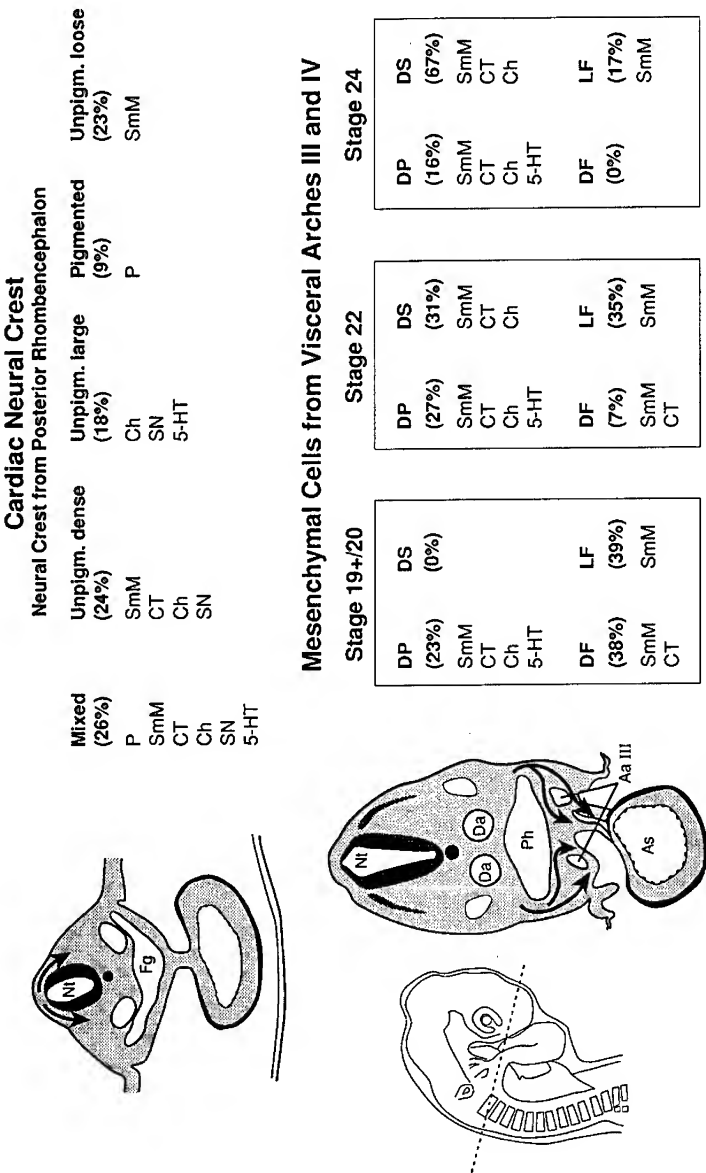 Cardiac Neural Crest
Neural Crest from Posterior Rhombencephalon
Mixed
(26%)
P
SmM
CT
Ch
SN
5-HT
Unpigm. dense
(24%)
SmM
CT
Ch
SN
Unpigm. large
(18%)
Ch
SN
5-HT
Pigmented
(9%)
P
Unpigm. loose
(23%)
SmM
Nt
Fg
Mesenchymal Cells from Visceral Arches III and IV
Stage 19+/20
DP
(23%)
SmM
CT
Ch
5-HT
DS
(0%)
DF
(38%)
SmM
CT
LF
(39%)
SmM
Stage 22
DP
(27%)
SmM
CT
Ch
5-HT
DS
(31%)
SmM
CT
Ch
DF
(7%)
SmM
CT
LF
(35%)
SmM
Stage 24
DP
(16%)
SmM
CT
Ch
5-HT
DS
(67%)
SmM
CT
Ch
DF
(0%)
LF
(17%)
SmM
Nt
Da
Da
Ph
Aa III
As